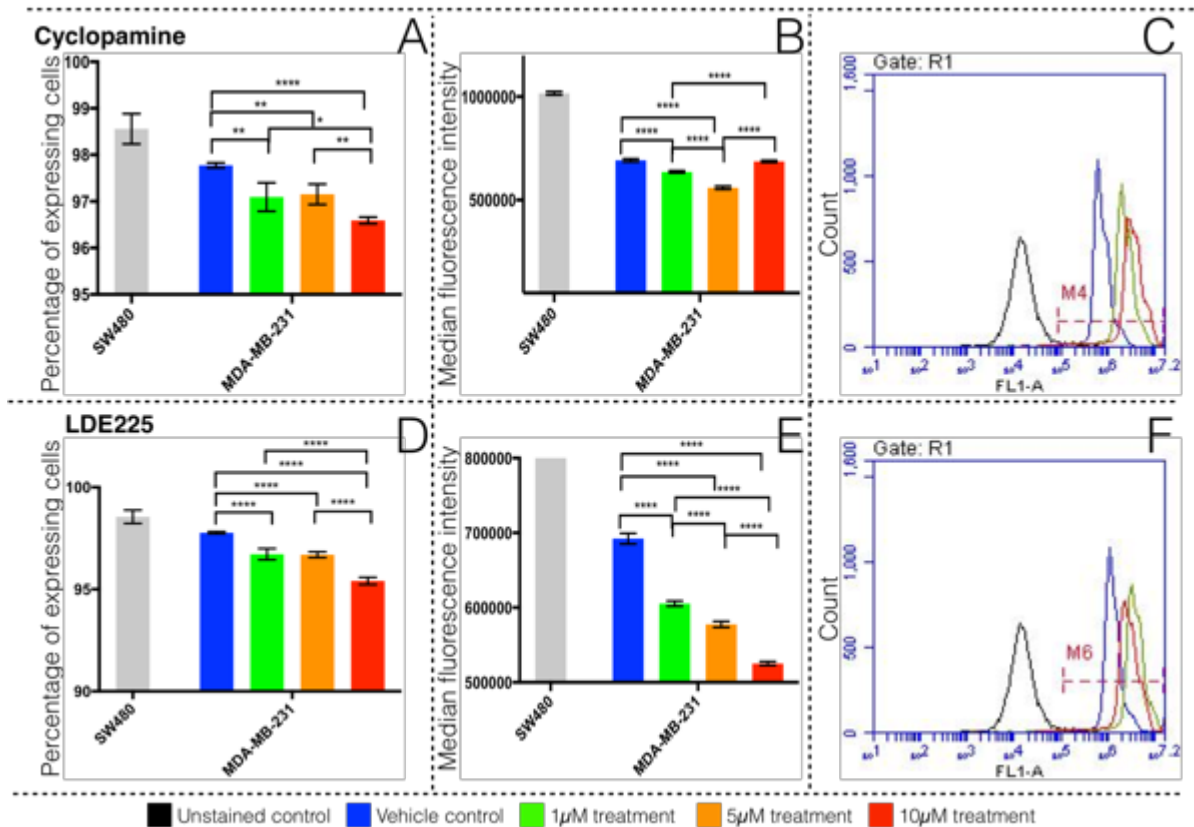 Cyclopamine
A
Percentage of expressing cells
100
99
98
97
96
95
****
**
*
**
**
SW480
MDA-MB-231
B
Median fluorescence intensity
1000000
500000
****
****
****
****
****
SW480
MDA-MB-231
C
Gate: R1
Count
1,600
1,000
500
0
M4
FL1-A
LDE225
D
Percentage of expressing cells
100
95
90
****
****
****
****
****
SW480
MDA-MB-231
E
Median fluorescence intensity
800000
700000
600000
500000
****
****
****
****
****
****
SW480
MDA-MB-231
F
Gate: R1
Count
1,600
1,000
500
0
M6
FL1-A
Unstained control
Vehicle control
1µM treatment
5µM treatment
10µM treatment